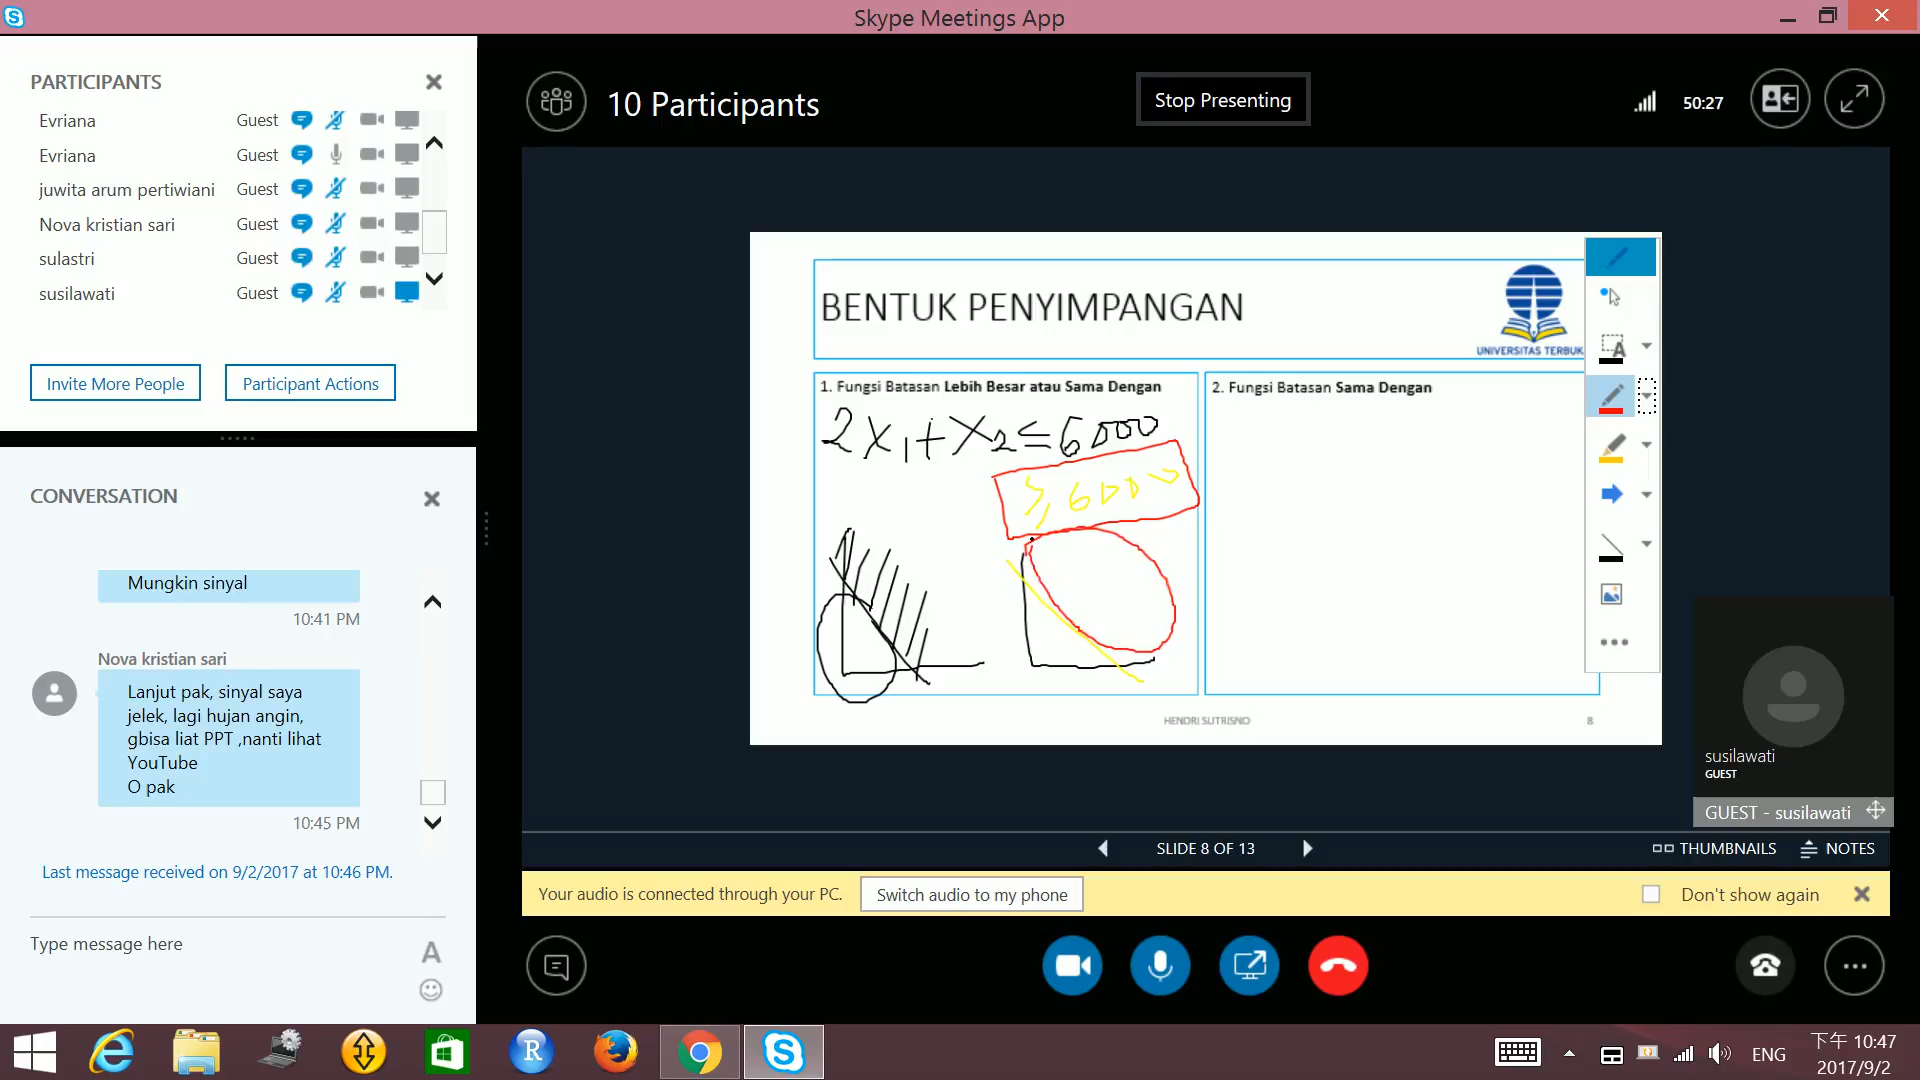 Skype Meetings App
PARTICIPANTS
Evriana Guest
Evriana Guest
juwita arum pertiwiani Guest
Nova kristian sari Guest
sulastri Guest
susilawati Guest
Invite More People
Participant Actions
CONVERSATION
Mungkin sinyal
10:41 PM
Nova kristian sari
Lanjut pak, sinyal saya
jelek, lagi hujan angin,
gbisa liat PPT ,nanti lihat
YouTube
O pak
10:45 PM
Last message received on 9/2/2017 at 10:46 PM.
Type message here
A
10 Participants
Stop Presenting
50:27
BENTUK PENYIMPANGAN
UNIVERSITAS TERBUK
1. Fungsi Batasan Lebih Besar atau Sama Dengan
2x1+x2≤6000
≥6000
2. Fungsi Batasan Sama Dengan
HENDRI SUTRISNO
8
A
susilawati
GUEST
GUEST - susilawati
SLIDE 8 OF 13
THUMBNAILS
NOTES
Your audio is connected through your PC.
Switch audio to my phone
Don't show again
R
ENG
下午 10:47
2017/9/2